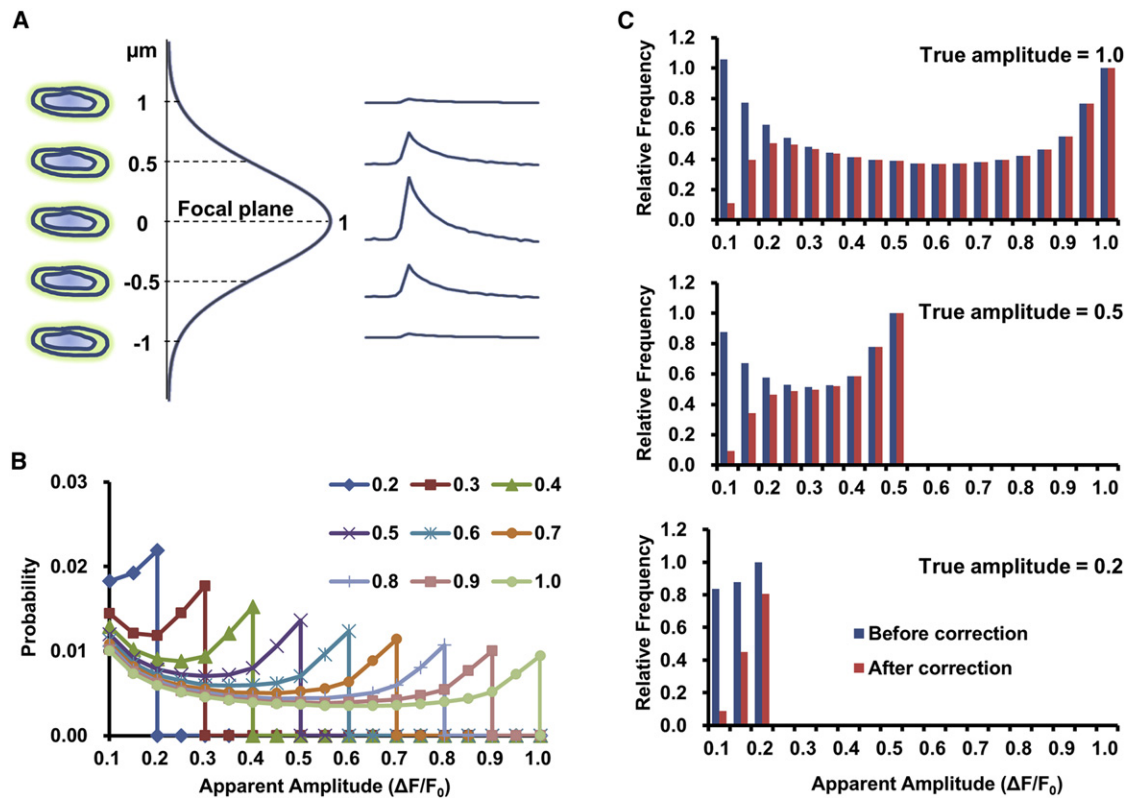 A
µm
1
0.5
Focal plane
0
1
-0.5
-1
B
0.03
0.02
0.01
0.00
Probability
0.2 0.3 0.4
0.5 0.6 0.7
0.8 0.9 1.0
0.1 0.2 0.3 0.4 0.5 0.6 0.7 0.8 0.9 1.0
Apparent Amplitude (ΔF/F₀)
C
True amplitude = 1.0
1.2
1.0
0.8
0.6
0.4
0.2
0.0
Relative Frequency
0.1 0.2 0.3 0.4 0.5 0.6 0.7 0.8 0.9 1.0
True amplitude = 0.5
1.2
1.0
0.8
0.6
0.4
0.2
0.0
Relative Frequency
0.1 0.2 0.3 0.4 0.5 0.6 0.7 0.8 0.9 1.0
True amplitude = 0.2
1.2
1.0
0.8
0.6
0.4
0.2
0.0
Relative Frequency
Before correction
After correction
0.1 0.2 0.3 0.4 0.5 0.6 0.7 0.8 0.9 1.0
Apparent Amplitude (ΔF/F₀)